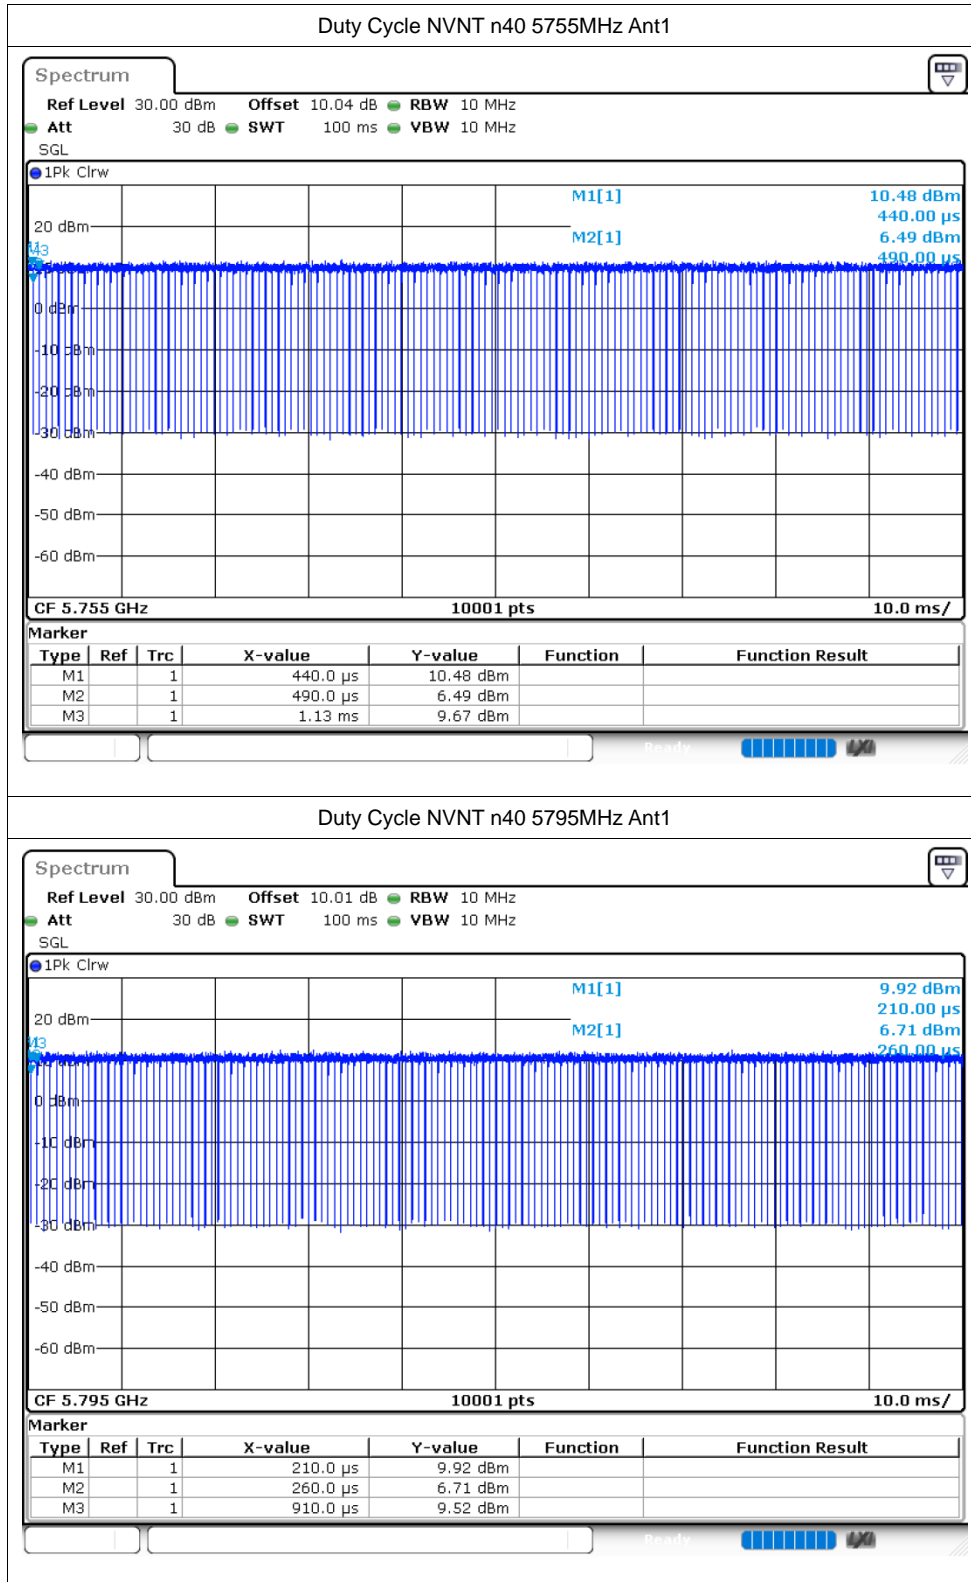 Duty Cycle NVNT n40 5755MHz Ant1
Spectrum
Ref Level 30.00 dBm Offset 10.04 dB RBW 10 MHz
Att 30 dB SWT 100 ms VBW 10 MHz
SGL
1Pk Clrw
M1[1] 10.48 dBm
440.00 µs
20 dBm
M2[1] 6.49 dBm
490.00 µs
M3
0 dBm
-10 dBm
-20 dBm
-30 dBm
-40 dBm
-50 dBm
-60 dBm
CF 5.755 GHz 10001 pts 10.0 ms/
Marker
Type Ref Trc X-value Y-value Function Function Result
M1 1 440.0 µs 10.48 dBm
M2 1 490.0 µs 6.49 dBm
M3 1 1.13 ms 9.67 dBm
Ready LXI
Duty Cycle NVNT n40 5795MHz Ant1
Spectrum
Ref Level 30.00 dBm Offset 10.01 dB RBW 10 MHz
Att 30 dB SWT 100 ms VBW 10 MHz
SGL
1Pk Clrw
M1[1] 9.92 dBm
210.00 µs
20 dBm
M2[1] 6.71 dBm
260.00 µs
M3
0 dBm
-10 dBm
-20 dBm
-30 dBm
-40 dBm
-50 dBm
-60 dBm
CF 5.795 GHz 10001 pts 10.0 ms/
Marker
Type Ref Trc X-value Y-value Function Function Result
M1 1 210.0 µs 9.92 dBm
M2 1 260.0 µs 6.71 dBm
M3 1 910.0 µs 9.52 dBm
Ready LXI